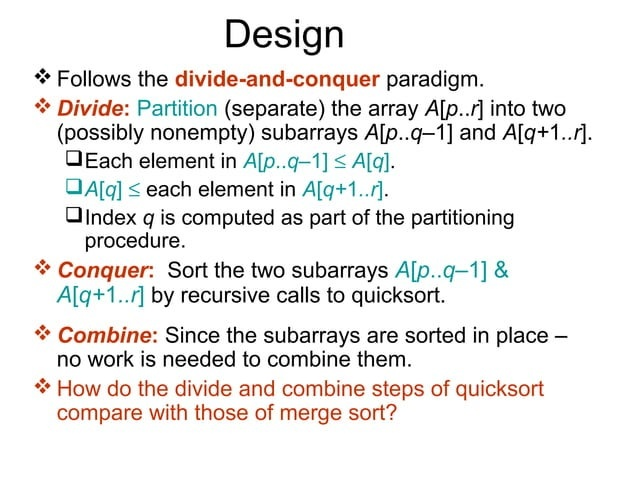 Design
❖ Follows the divide-and-conquer paradigm.
❖ Divide: Partition (separate) the array A[p..r] into two
(possibly nonempty) subarrays A[p..q–1] and A[q+1..r].
❑Each element in A[p..q–1] ≤ A[q].
❑A[q] ≤ each element in A[q+1..r].
❑Index q is computed as part of the partitioning
procedure.
❖ Conquer: Sort the two subarrays A[p..q–1] &
A[q+1..r] by recursive calls to quicksort.
❖ Combine: Since the subarrays are sorted in place –
no work is needed to combine them.
❖ How do the divide and combine steps of quicksort
compare with those of merge sort?